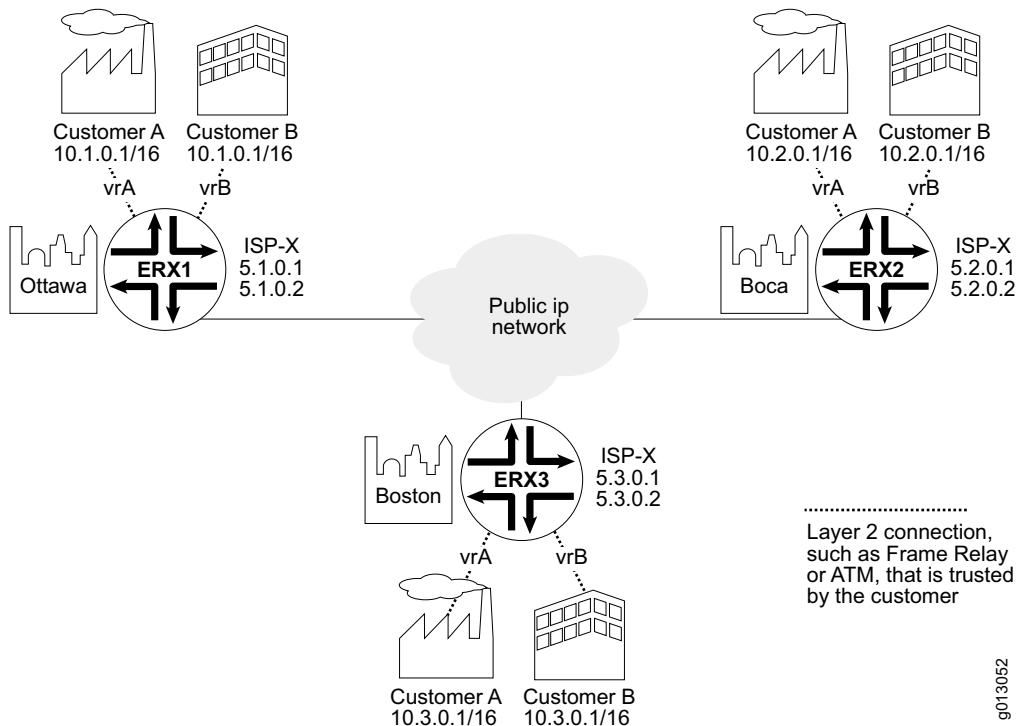 Customer A
10.1.0.1/16
Customer B
10.1.0.1/16
vrA
vrB
Ottawa
ERX1
ISP-X
5.1.0.1
5.1.0.2
Customer A
10.2.0.1/16
Customer B
10.2.0.1/16
vrA
vrB
Boca
ERX2
ISP-X
5.2.0.1
5.2.0.2
Public ip
network
Boston
ERX3
ISP-X
5.3.0.1
5.3.0.2
vrA
vrB
Customer A
10.3.0.1/16
Customer B
10.3.0.1/16
Layer 2 connection,
such as Frame Relay
or ATM, that is trusted
by the customer
g013052